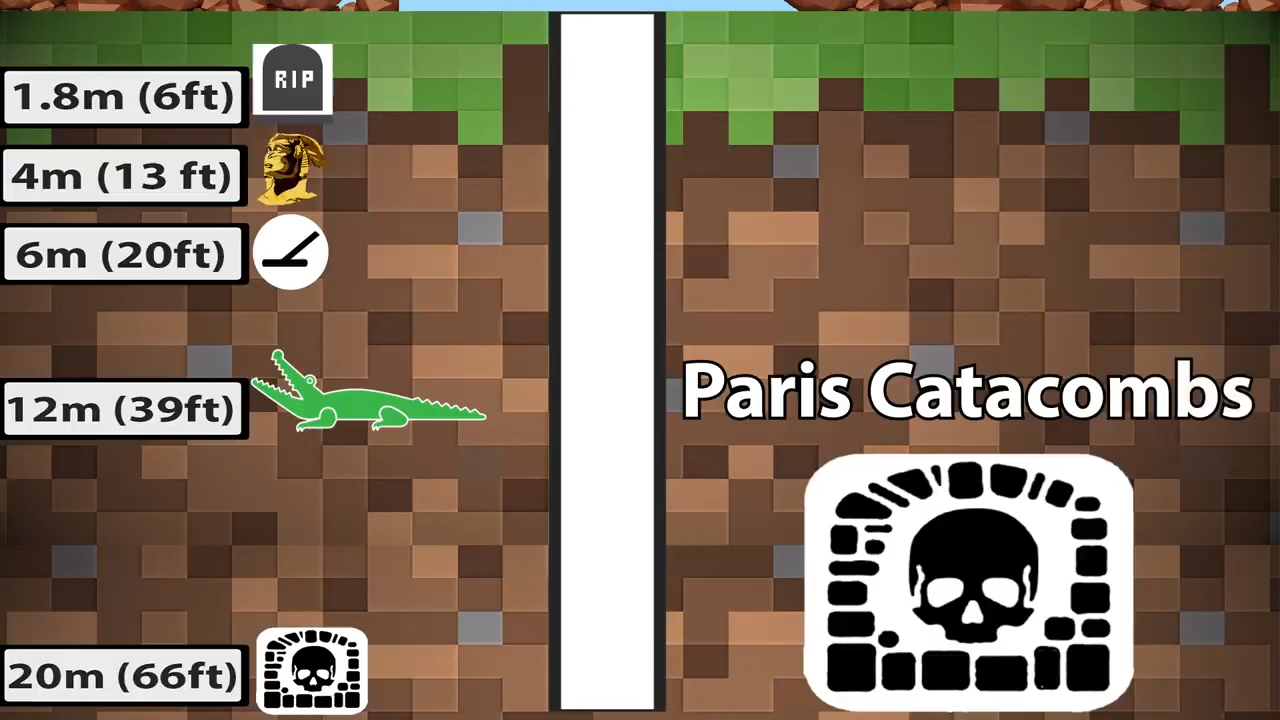 RIP
1.8m (6ft)
4m (13 ft)
6m (20ft)
12m (39ft)
Paris Catacombs
20m (66ft)